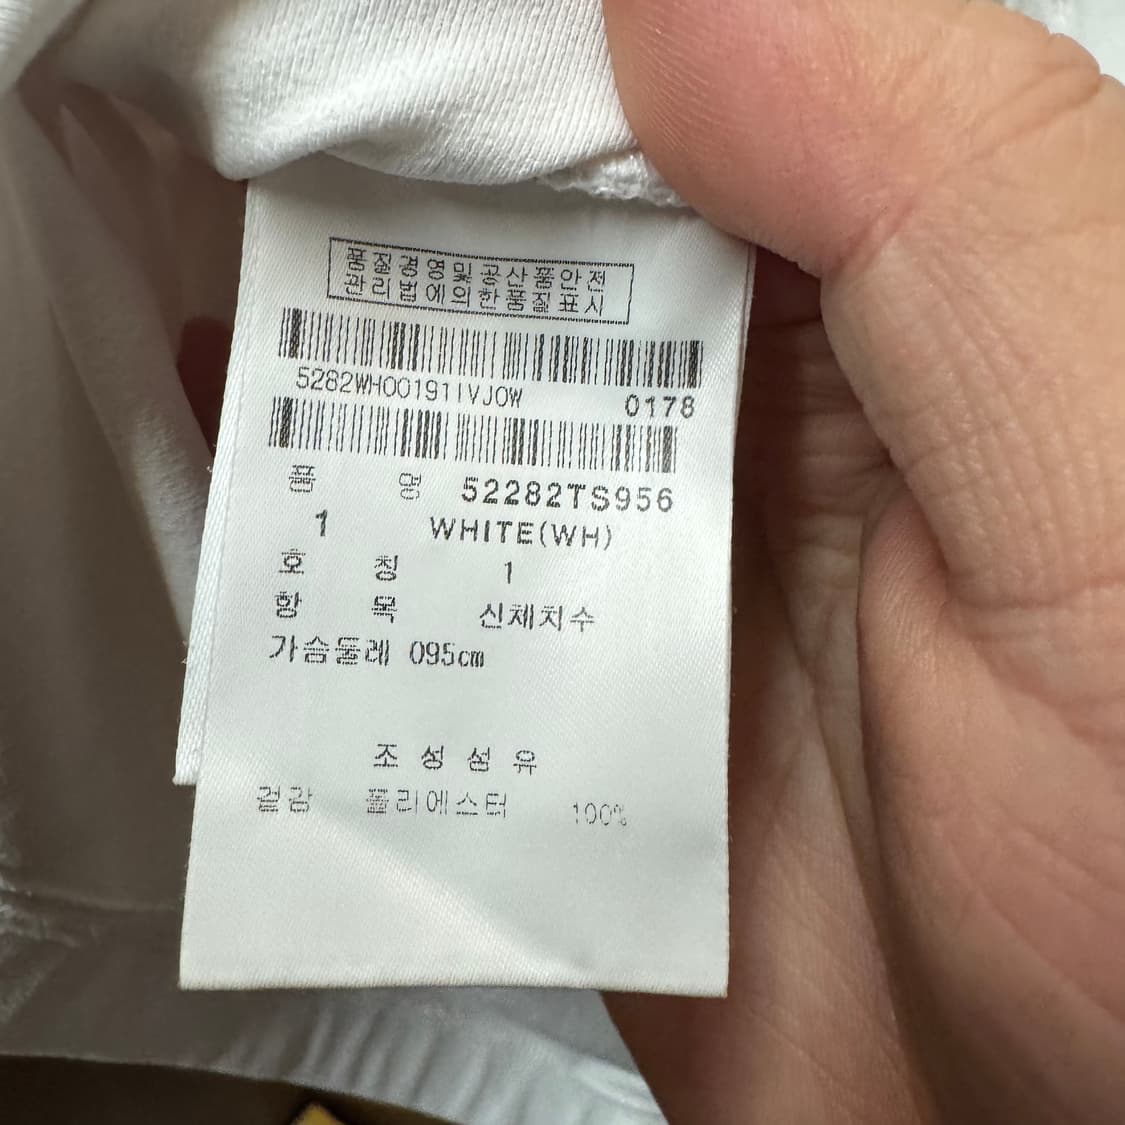 품질경영및공산품안전
관리법에의한품질표시
5282WH00191IVJOW 0178
품 명 52282TS956
1 WHITE(WH)
호 칭 1
항 목 신체치수
가슴둘레 095cm
조성섬유
겉감 폴리에스터 100%